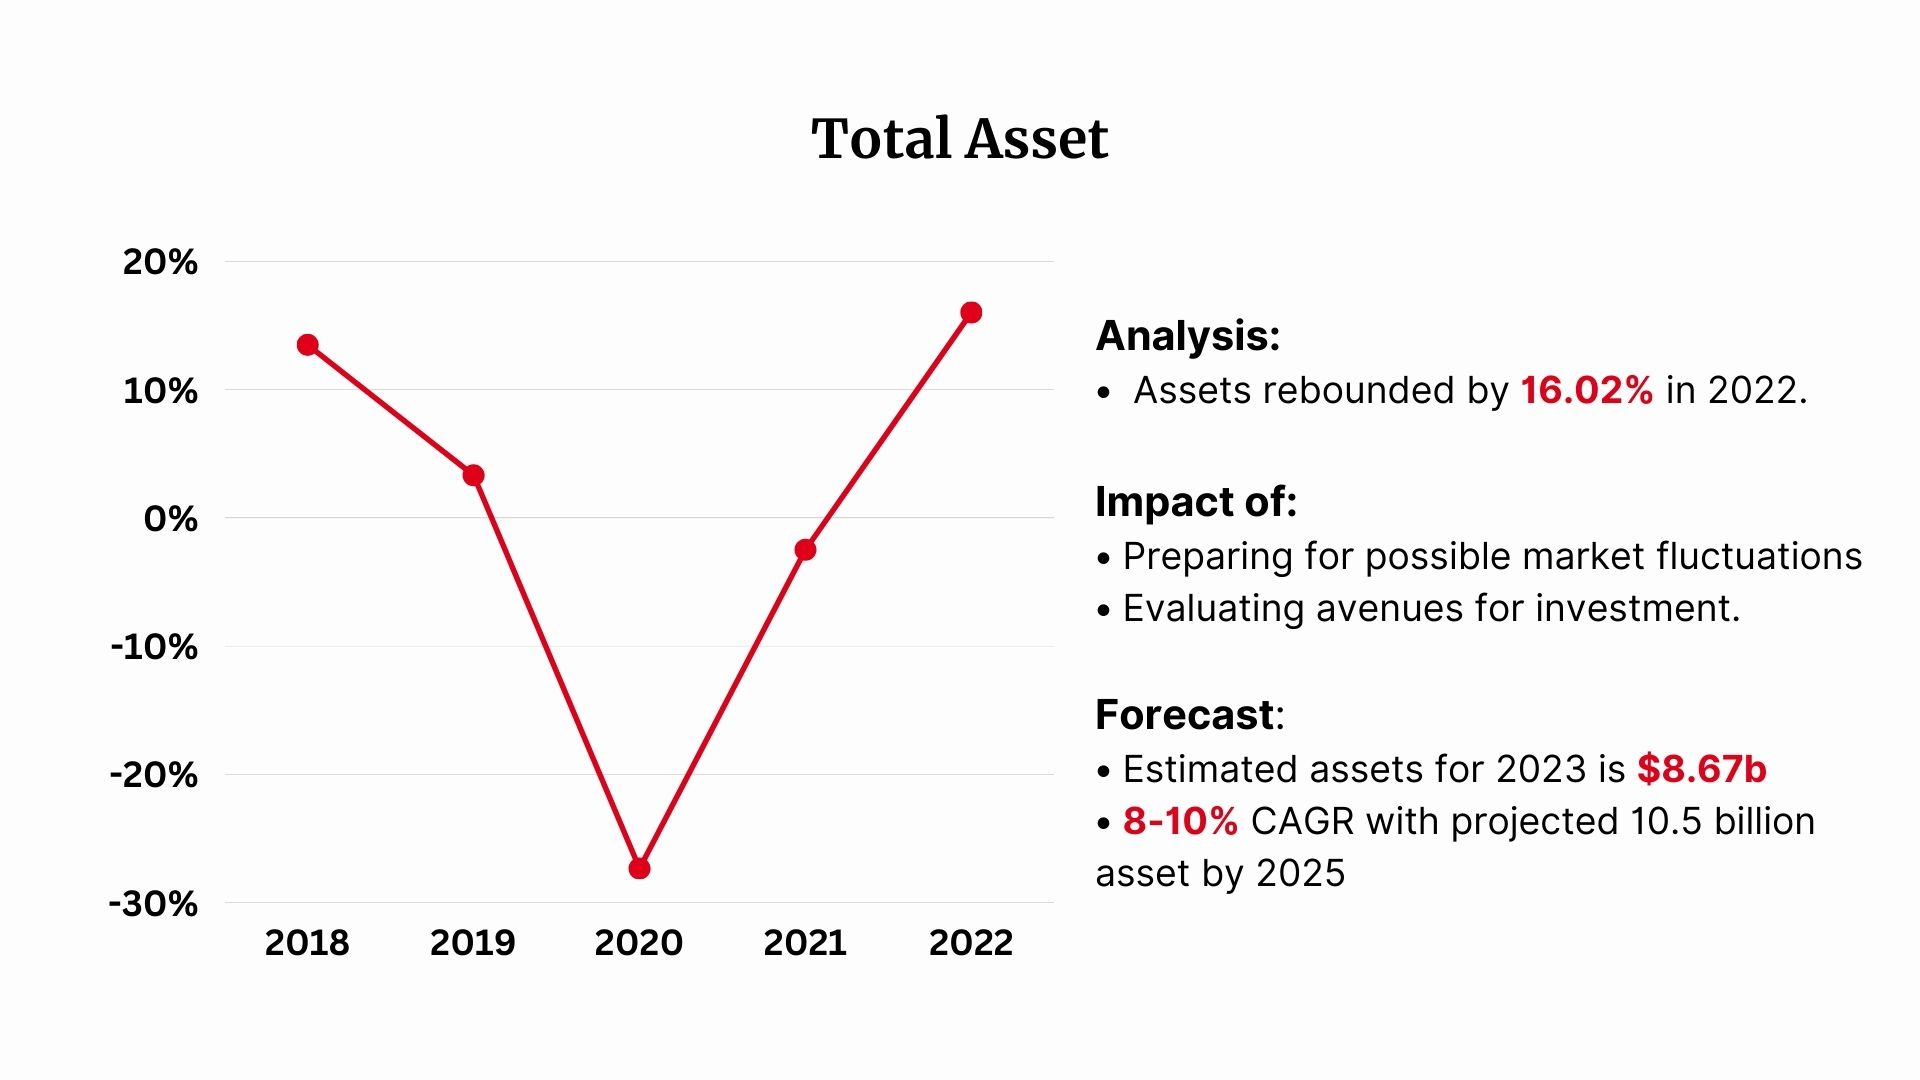 Total Asset
20%
10%
0%
-10%
-20%
-30%
2018 2019 2020 2021 2022
Analysis:
• Assets rebounded by 16.02% in 2022.
Impact of:
• Preparing for possible market fluctuations
• Evaluating avenues for investment.
Forecast:
• Estimated assets for 2023 is $8.67b
• 8-10% CAGR with projected 10.5 billion
asset by 2025